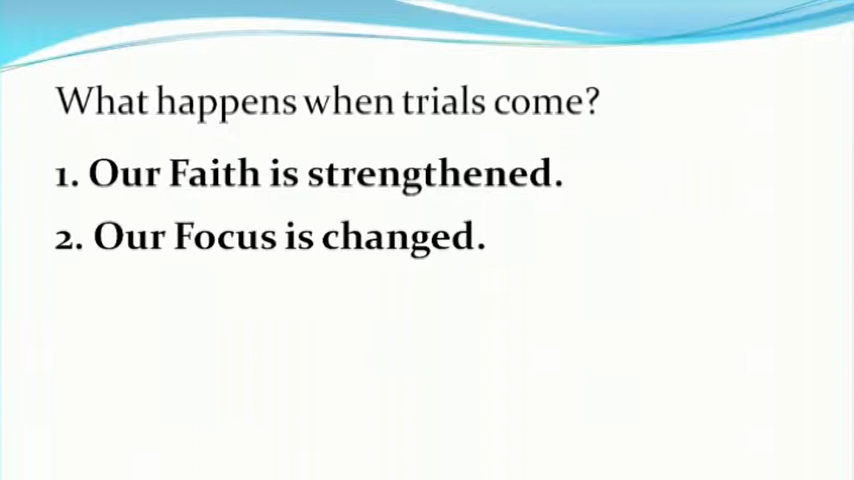 What happens when trials come?
1. Our Faith is strengthened.
2. Our Focus is changed.